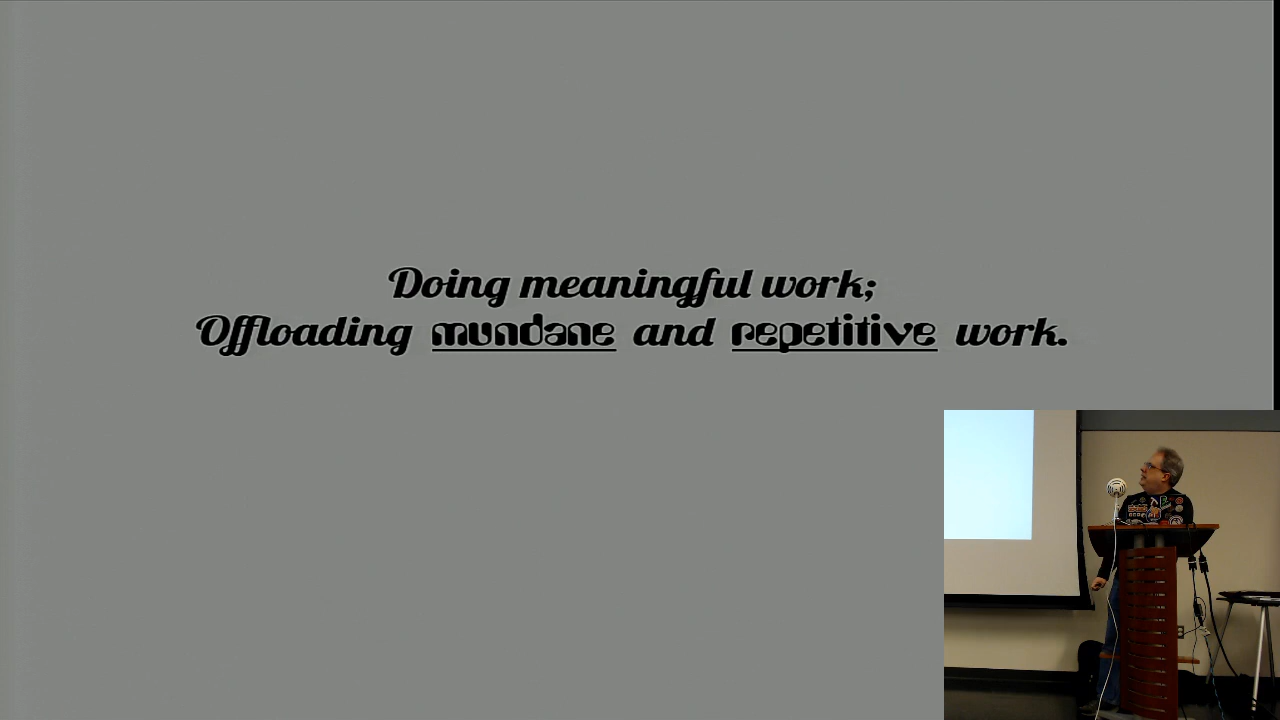 Doing meaningful work;
Offloading mundane and repetitive work.